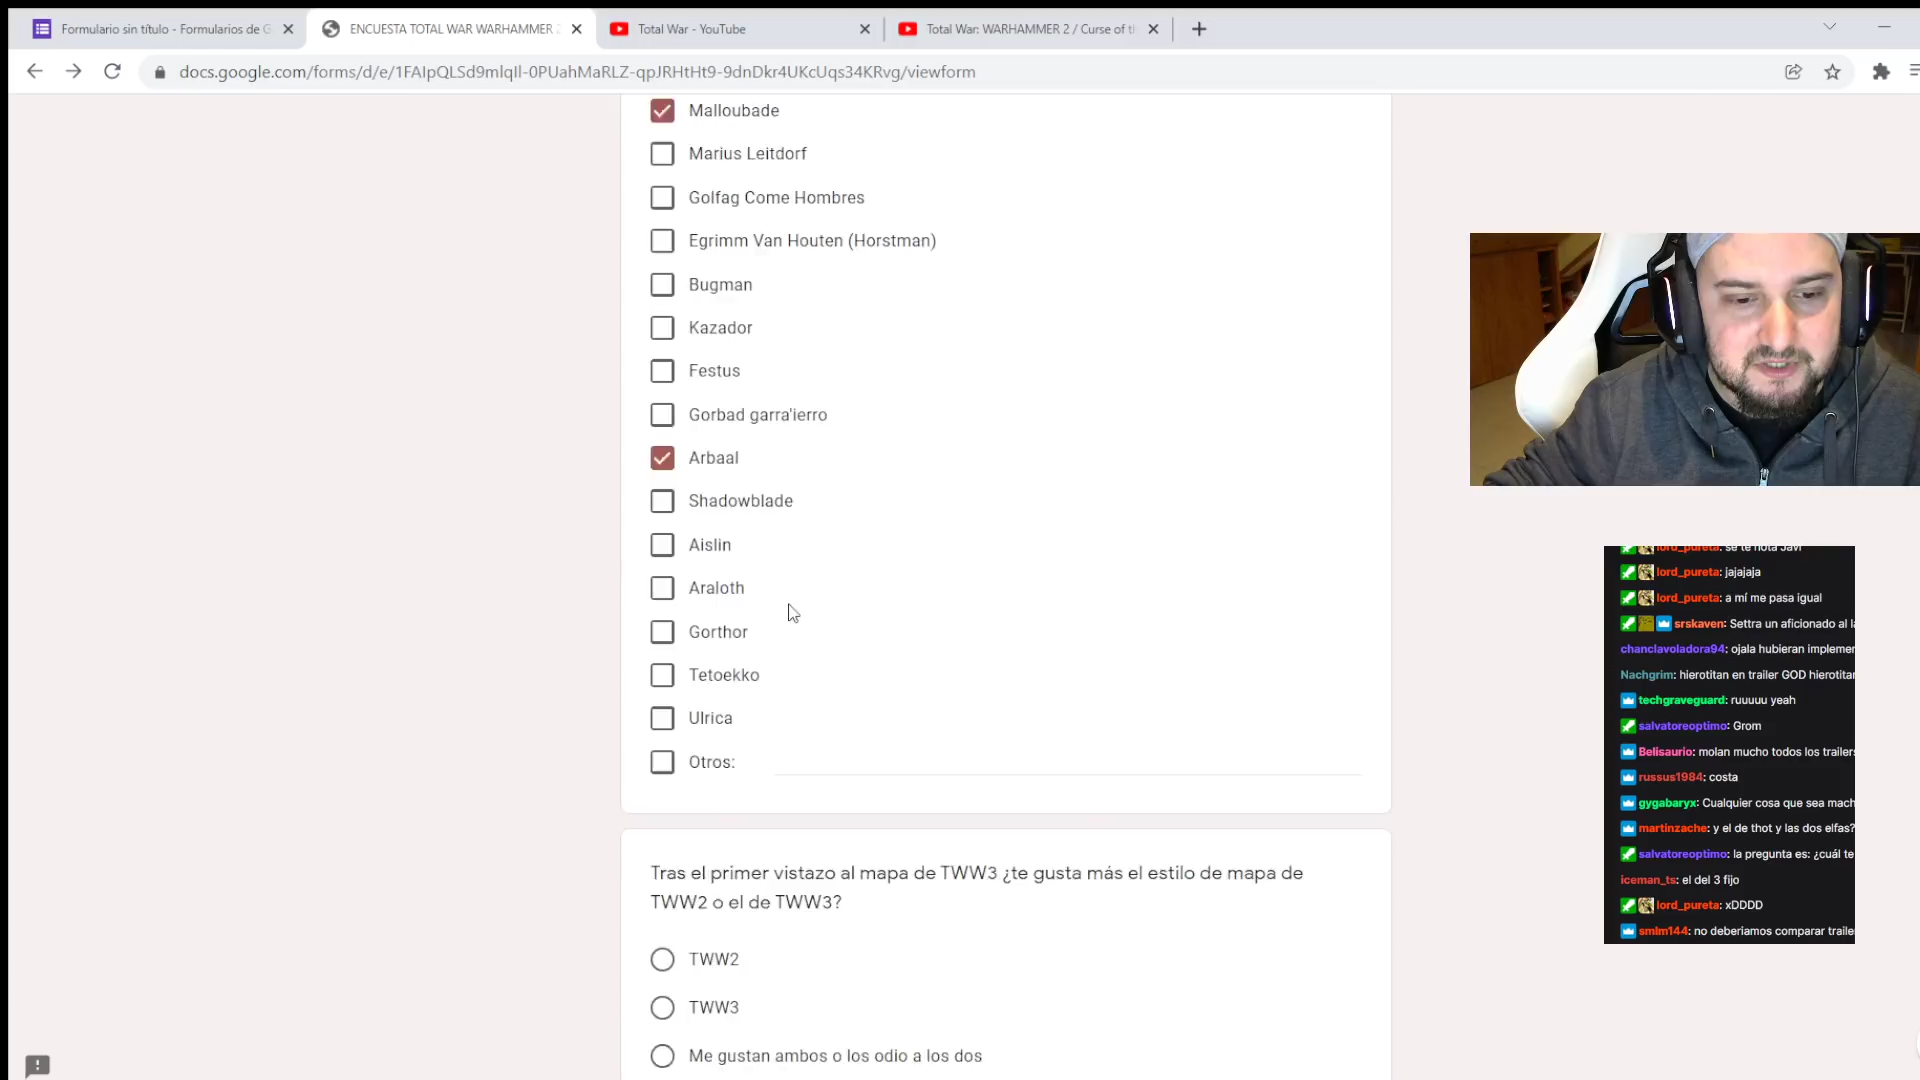 Formulario sin título - Formularios de G
ENCUESTA TOTAL WAR WARHAMMER
Total War - YouTube
Total War: WARHAMMER 2 / Curse of th
docs.google.com/forms/d/e/1FAIpQLSd9mlqIl-0PUahMaRLZ-qpJRHtHt9-9dnDkr4UKcUqs34KRvg/viewform
Malloubade
Marius Leitdorf
Golfag Come Hombres
Egrimm Van Houten (Horstman)
Bugman
Kazador
Festus
Gorbad garra'ierro
Arbaal
Shadowblade
Aislin
Araloth
Gorthor
Tetoekko
Ulrica
Otros:
Tras el primer vistazo al mapa de TWW3 ¿te gusta más el estilo de mapa de
TWW2 o el de TWW3?
TWW2
TWW3
Me gustan ambos o los odio a los dos
lord_pureta: se te nota Javi
lord_pureta: jajajaja
lord_pureta: a mí me pasa igual
srskaven: Settra un aficionado al
chanclavoladora94: ojala hubieran implemen
Nachgrim: hierotitan en trailer GOD hierotitan
techgraveguard: ruuuuu yeah
salvatoreoptimo: Grom
Belisaurio: molan mucho todos los trailers
russus1984: costa
gygabaryx: Cualquier cosa que sea mach
martinzache: y el de thot y las dos elfas?
salvatoreoptimo: la pregunta es: ¿cuál te
iceman_ts: el del 3 fijo
lord_pureta: xDDDD
smlm144: no deberiamos comparar traile